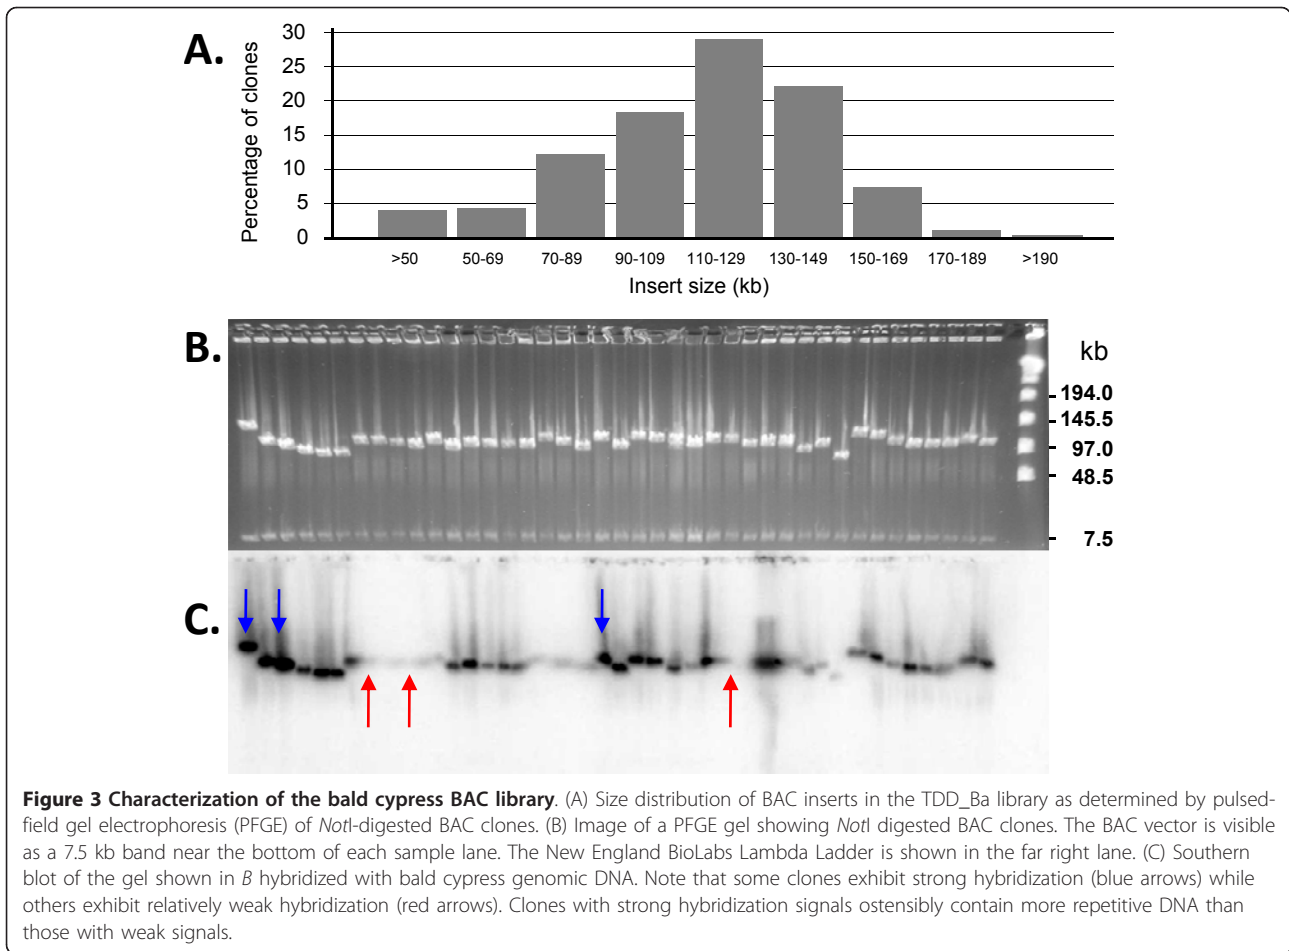 A.
Percentage of clones
30
25
20
15
10
5
0
>50 50-69 70-89 90-109 110-129 130-149 150-169 170-189 >190
Insert size (kb)
B.
kb
194.0
145.5
97.0
48.5
7.5
C.
Figure 3 Characterization of the bald cypress BAC library. (A) Size distribution of BAC inserts in the TDD_Ba library as determined by pulsed-
field gel electrophoresis (PFGE) of NotI-digested BAC clones. (B) Image of a PFGE gel showing NotI digested BAC clones. The BAC vector is visible
as a 7.5 kb band near the bottom of each sample lane. The New England BioLabs Lambda Ladder is shown in the far right lane. (C) Southern
blot of the gel shown in B hybridized with bald cypress genomic DNA. Note that some clones exhibit strong hybridization (blue arrows) while
others exhibit relatively weak hybridization (red arrows). Clones with strong hybridization signals ostensibly contain more repetitive DNA than
those with weak signals.